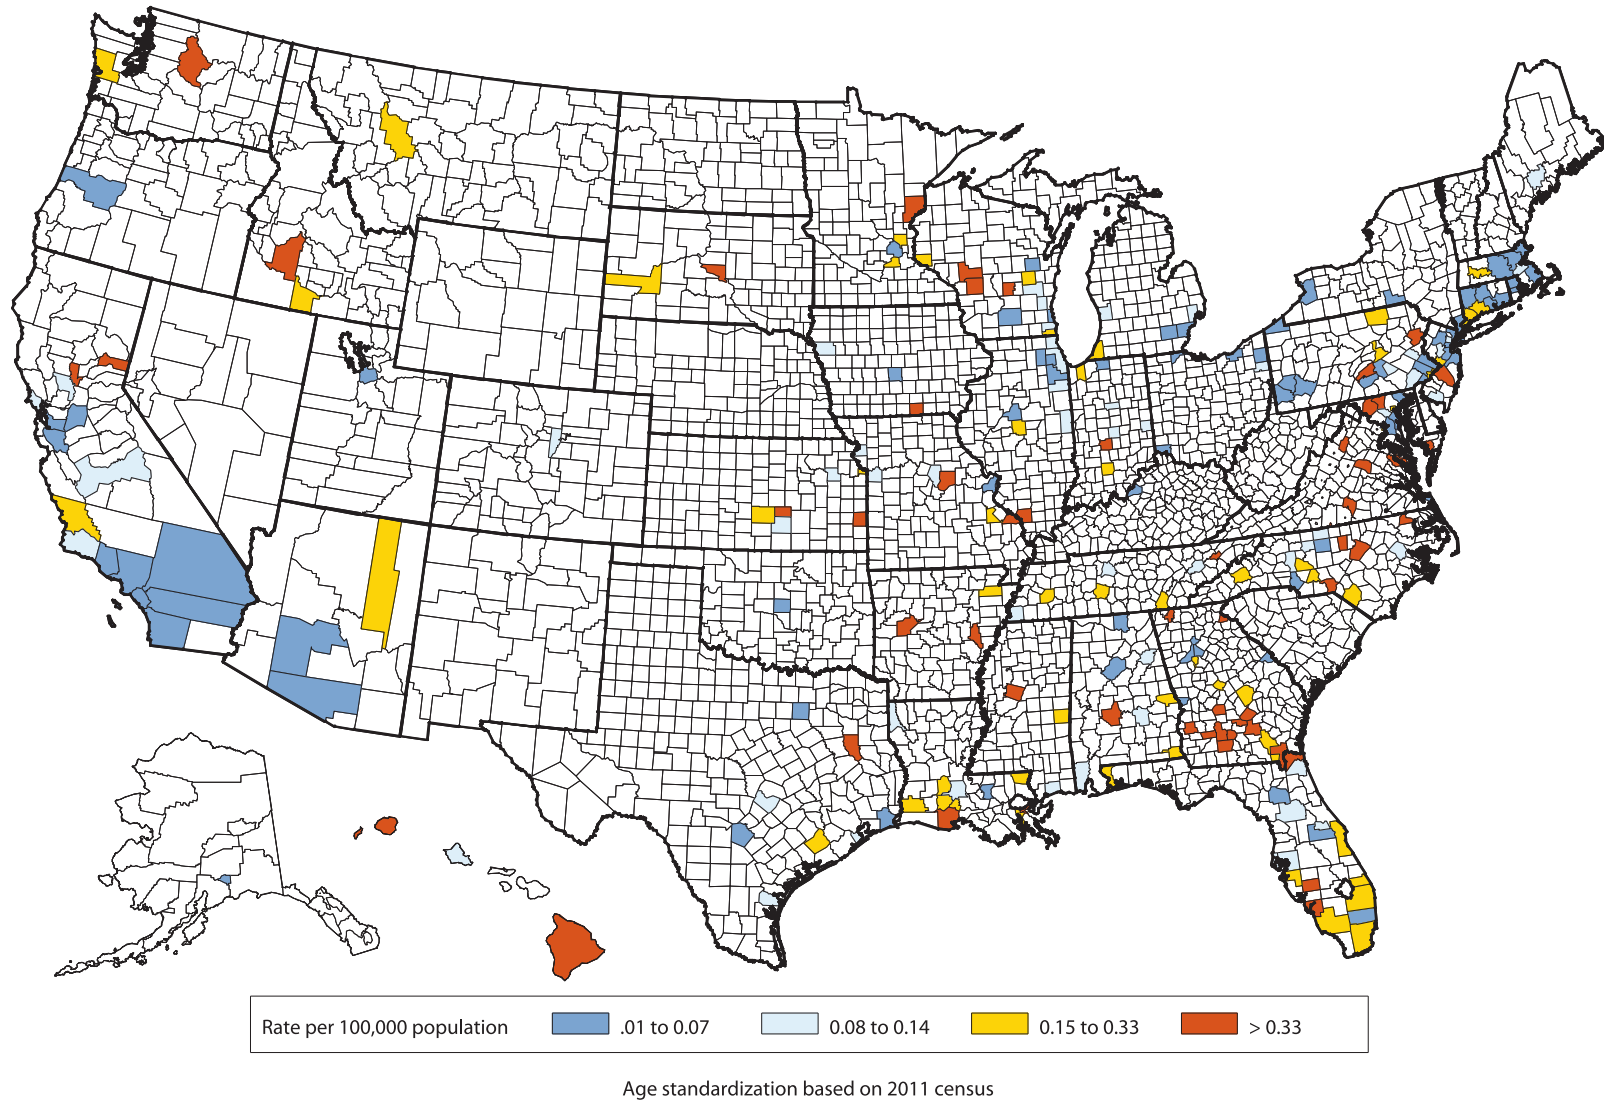 Rate per 100,000 population .01 to 0.07 0.08 to 0.14 0.15 to 0.33 > 0.33
Age standardization based on 2011 census